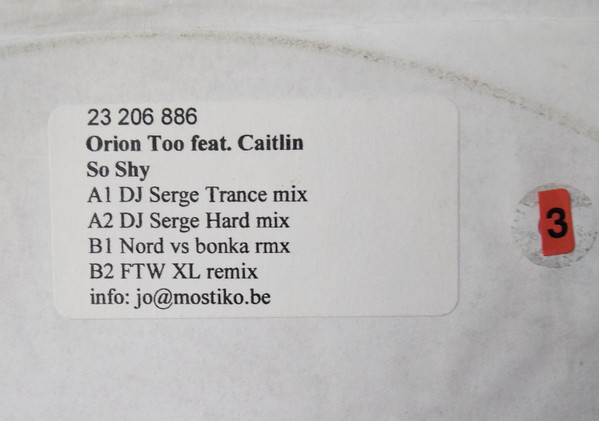 23 206 886
Orion Too feat. Caitlin
So Shy
A1 DJ Serge Trance mix
A2 DJ Serge Hard mix
B1 Nord vs bonka rmx
B2 FTW XL remix
info: jo@mostiko.be
3